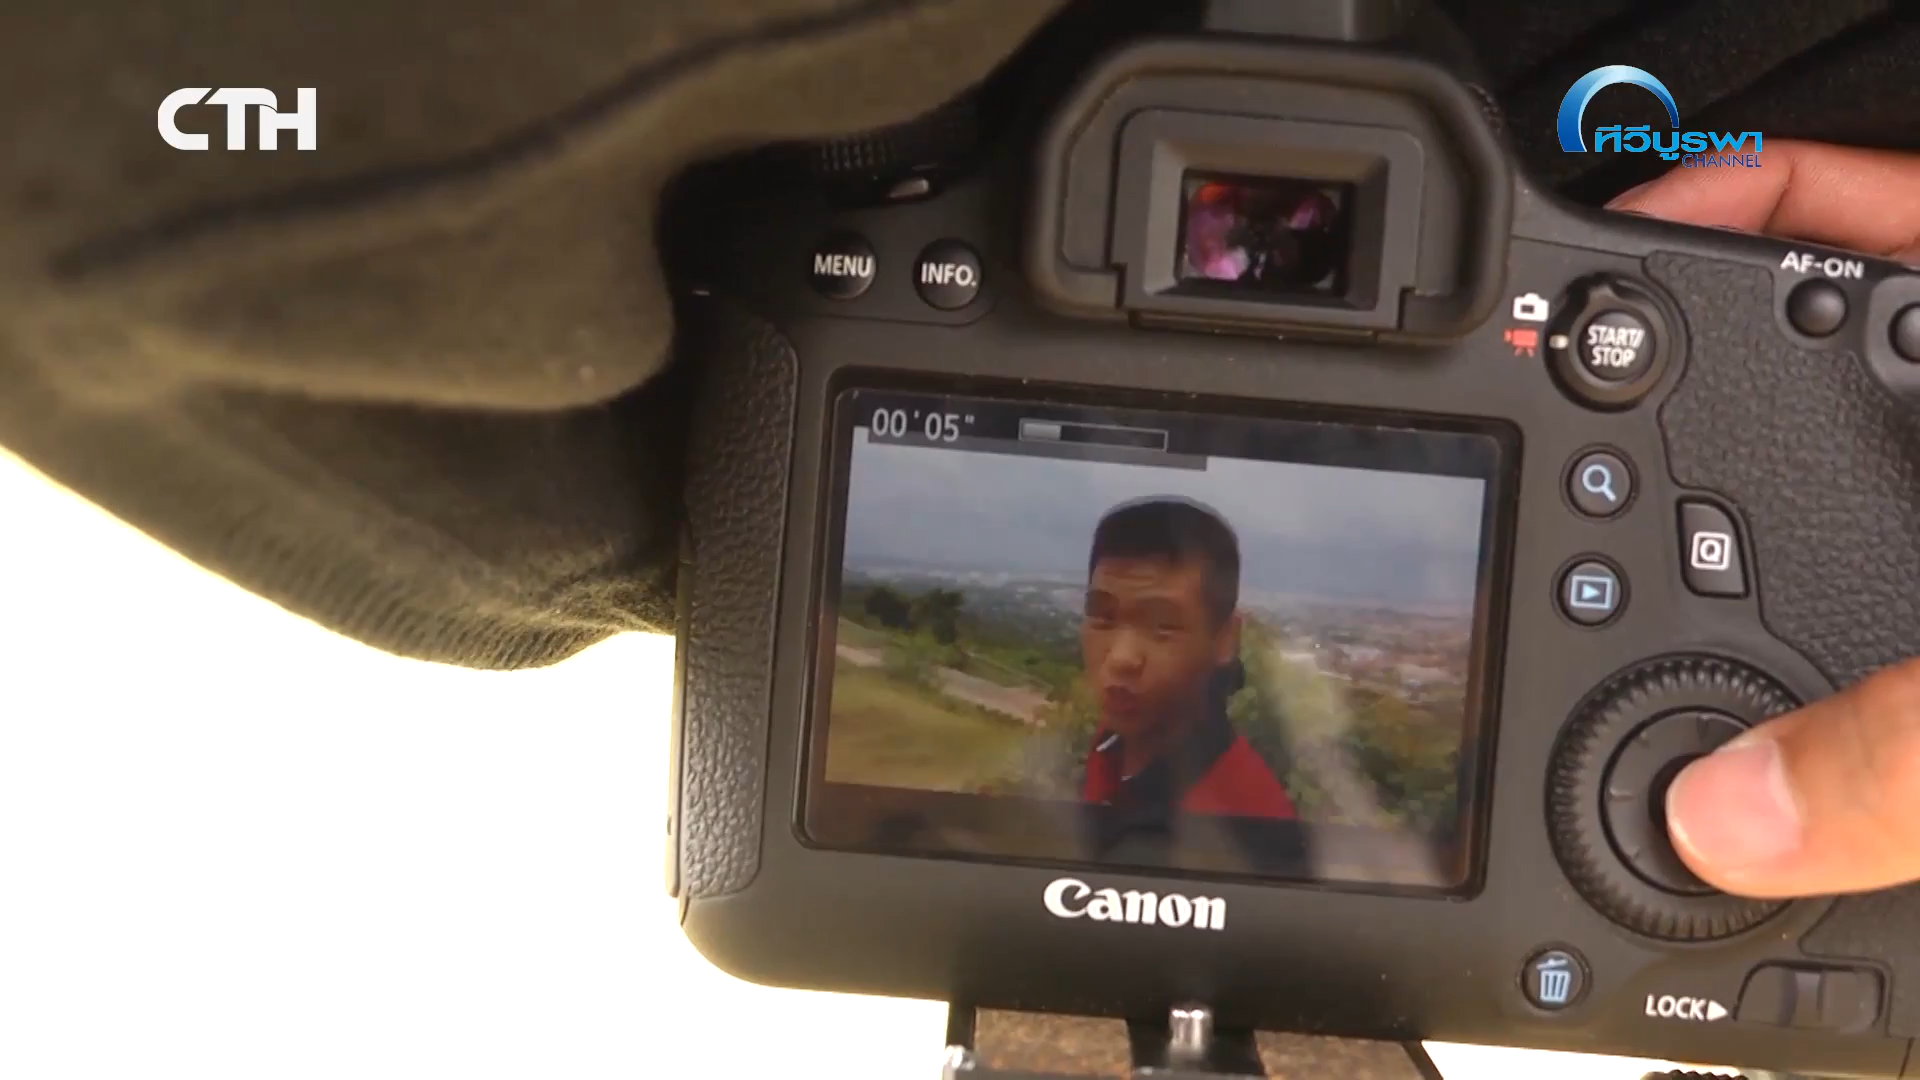 CTH
ทีวีบูรพา
CHANNEL
MENU
INFO.
AF-ON
START/
STOP
00'05"
Q
Canon
LOCK